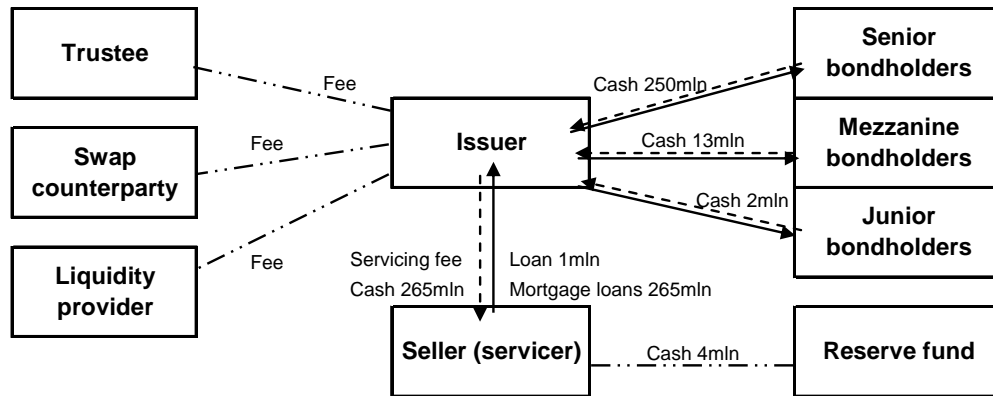 Trustee
Fee
Swap
counterparty
Fee
Liquidity
provider
Fee
Issuer
Cash 250mln
Senior
bondholders
Cash 13mln
Mezzanine
bondholders
Cash 2mln
Junior
bondholders
Servicing fee
Cash 265mln
Loan 1mln
Mortgage loans 265mln
Seller (servicer)
Cash 4mln
Reserve fund